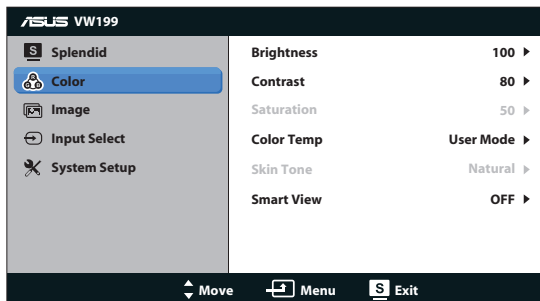 ASUS VW199
S Splendid
Color
Image
Input Select
System Setup
Brightness 100
Contrast 80
Saturation 50
Color Temp User Mode
Skin Tone Natural
Smart View OFF
Move Menu S Exit